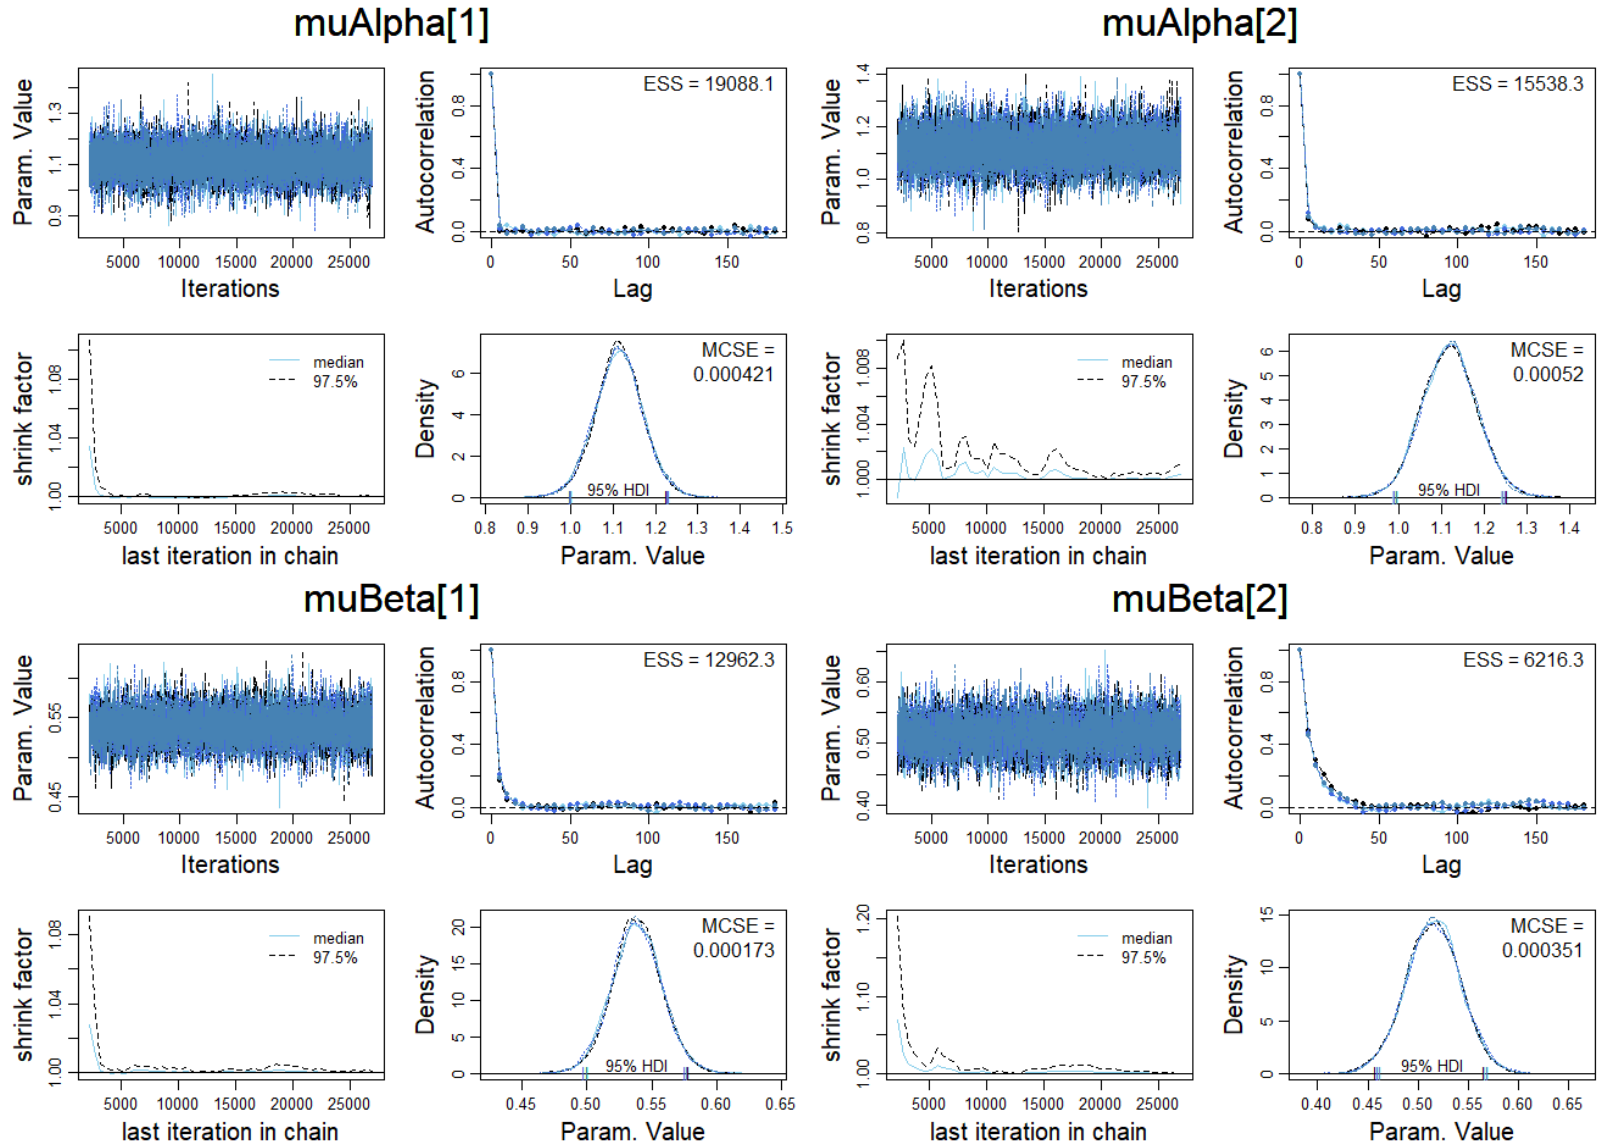 muAlpha[1]
muAlpha[2]
Param. Value
0.9 1.1 1.3
5000 10000 15000 20000 25000
Iterations
Autocorrelation
0.0 0.4 0.8
ESS = 19088.1
0 50 100 150
Lag
Param. Value
0.8 1.0 1.2 1.4
5000 10000 15000 20000 25000
Iterations
Autocorrelation
0.0 0.4 0.8
ESS = 15538.3
0 50 100 150
Lag
shrink factor
1.00 1.04 1.08
median
97.5%
5000 10000 15000 20000 25000
last iteration in chain
Density
0 2 4 6
MCSE =
0.000421
95% HDI
0.8 0.9 1.0 1.1 1.2 1.3 1.4 1.5
Param. Value
shrink factor
1.000 1.004 1.008
median
97.5%
5000 10000 15000 20000 25000
last iteration in chain
Density
0 1 2 3 4 5 6
MCSE =
0.00052
95% HDI
0.8 0.9 1.0 1.1 1.2 1.3 1.4
Param. Value
muBeta[1]
muBeta[2]
Param. Value
0.45 0.55
5000 10000 15000 20000 25000
Iterations
Autocorrelation
0.0 0.4 0.8
ESS = 12962.3
0 50 100 150
Lag
Param. Value
0.40 0.50 0.60
5000 10000 15000 20000 25000
Iterations
Autocorrelation
0.0 0.4 0.8
ESS = 6216.3
0 50 100 150
Lag
shrink factor
1.00 1.04 1.08
median
97.5%
5000 10000 15000 20000 25000
last iteration in chain
Density
0 5 10 15 20
MCSE =
0.000173
95% HDI
0.45 0.50 0.55 0.60 0.65
Param. Value
shrink factor
1.00 1.10 1.20
median
97.5%
5000 10000 15000 20000 25000
last iteration in chain
Density
0 5 10 15
MCSE =
0.000351
95% HDI
0.40 0.45 0.50 0.55 0.60 0.65
Param. Value